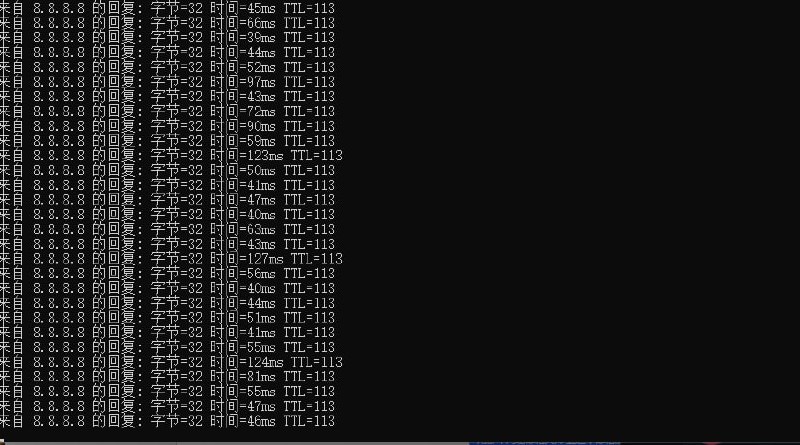 来自 8.8.8.8 的回复: 字节=32 时间=45ms TTL=113
来自 8.8.8.8 的回复: 字节=32 时间=66ms TTL=113
来自 8.8.8.8 的回复: 字节=32 时间=39ms TTL=113
来自 8.8.8.8 的回复: 字节=32 时间=44ms TTL=113
来自 8.8.8.8 的回复: 字节=32 时间=52ms TTL=113
来自 8.8.8.8 的回复: 字节=32 时间=97ms TTL=113
来自 8.8.8.8 的回复: 字节=32 时间=43ms TTL=113
来自 8.8.8.8 的回复: 字节=32 时间=72ms TTL=113
来自 8.8.8.8 的回复: 字节=32 时间=90ms TTL=113
来自 8.8.8.8 的回复: 字节=32 时间=59ms TTL=113
来自 8.8.8.8 的回复: 字节=32 时间=123ms TTL=113
来自 8.8.8.8 的回复: 字节=32 时间=50ms TTL=113
来自 8.8.8.8 的回复: 字节=32 时间=41ms TTL=113
来自 8.8.8.8 的回复: 字节=32 时间=47ms TTL=113
来自 8.8.8.8 的回复: 字节=32 时间=40ms TTL=113
来自 8.8.8.8 的回复: 字节=32 时间=63ms TTL=113
来自 8.8.8.8 的回复: 字节=32 时间=43ms TTL=113
来自 8.8.8.8 的回复: 字节=32 时间=127ms TTL=113
来自 8.8.8.8 的回复: 字节=32 时间=56ms TTL=113
来自 8.8.8.8 的回复: 字节=32 时间=40ms TTL=113
来自 8.8.8.8 的回复: 字节=32 时间=44ms TTL=113
来自 8.8.8.8 的回复: 字节=32 时间=51ms TTL=113
来自 8.8.8.8 的回复: 字节=32 时间=41ms TTL=113
来自 8.8.8.8 的回复: 字节=32 时间=55ms TTL=113
来自 8.8.8.8 的回复: 字节=32 时间=124ms TTL=113
来自 8.8.8.8 的回复: 字节=32 时间=81ms TTL=113
来自 8.8.8.8 的回复: 字节=32 时间=55ms TTL=113
来自 8.8.8.8 的回复: 字节=32 时间=47ms TTL=113
来自 8.8.8.8 的回复: 字节=32 时间=46ms TTL=113